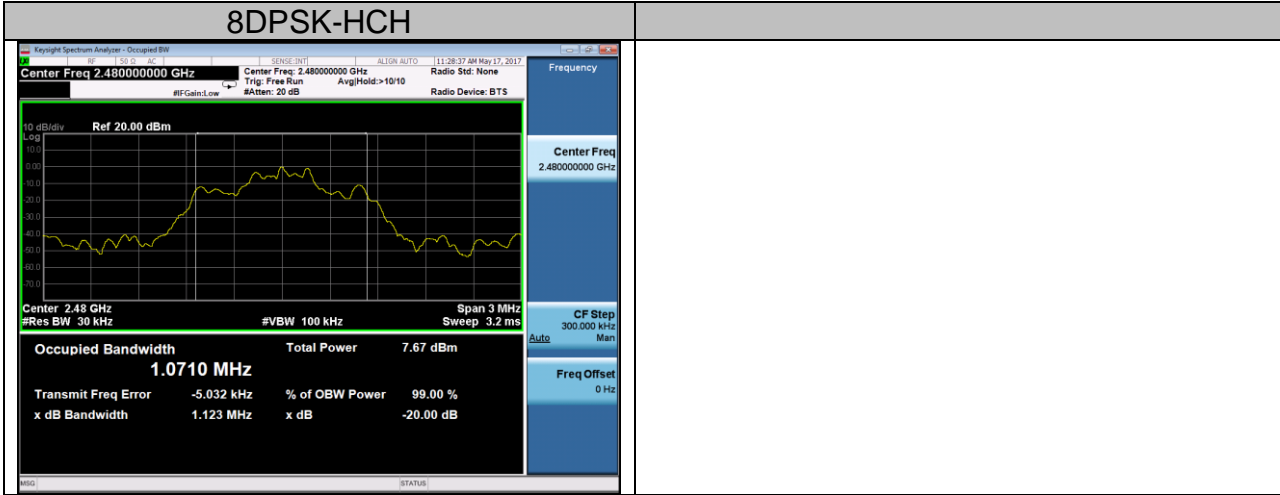 8DPSK-HCH
Keysight Spectrum Analyzer - Occupied BW
RF 50 Ω AC SENSE:INT ALIGN AUTO 11:28:37 AM May 17, 2017
Center Freq 2.480000000 GHz
Center Freq: 2.480000000 GHz Radio Std: None
Trig: Free Run Avg|Hold:>10/10
#IFGain:Low #Atten: 20 dB Radio Device: BTS
Frequency
10 dB/div Ref 20.00 dBm
Log
10.0
0.00
-10.0
-20.0
-30.0
-40.0
-50.0
-60.0
-70.0
Center Freq
2.480000000 GHz
Center 2.48 GHz Span 3 MHz
#Res BW 30 kHz #VBW 100 kHz Sweep 3.2 ms
CF Step
300.000 kHz
Auto Man
Occupied Bandwidth Total Power 7.67 dBm
1.0710 MHz
Transmit Freq Error -5.032 kHz % of OBW Power 99.00 %
x dB Bandwidth 1.123 MHz x dB -20.00 dB
Freq Offset
0 Hz
MSG STATUS